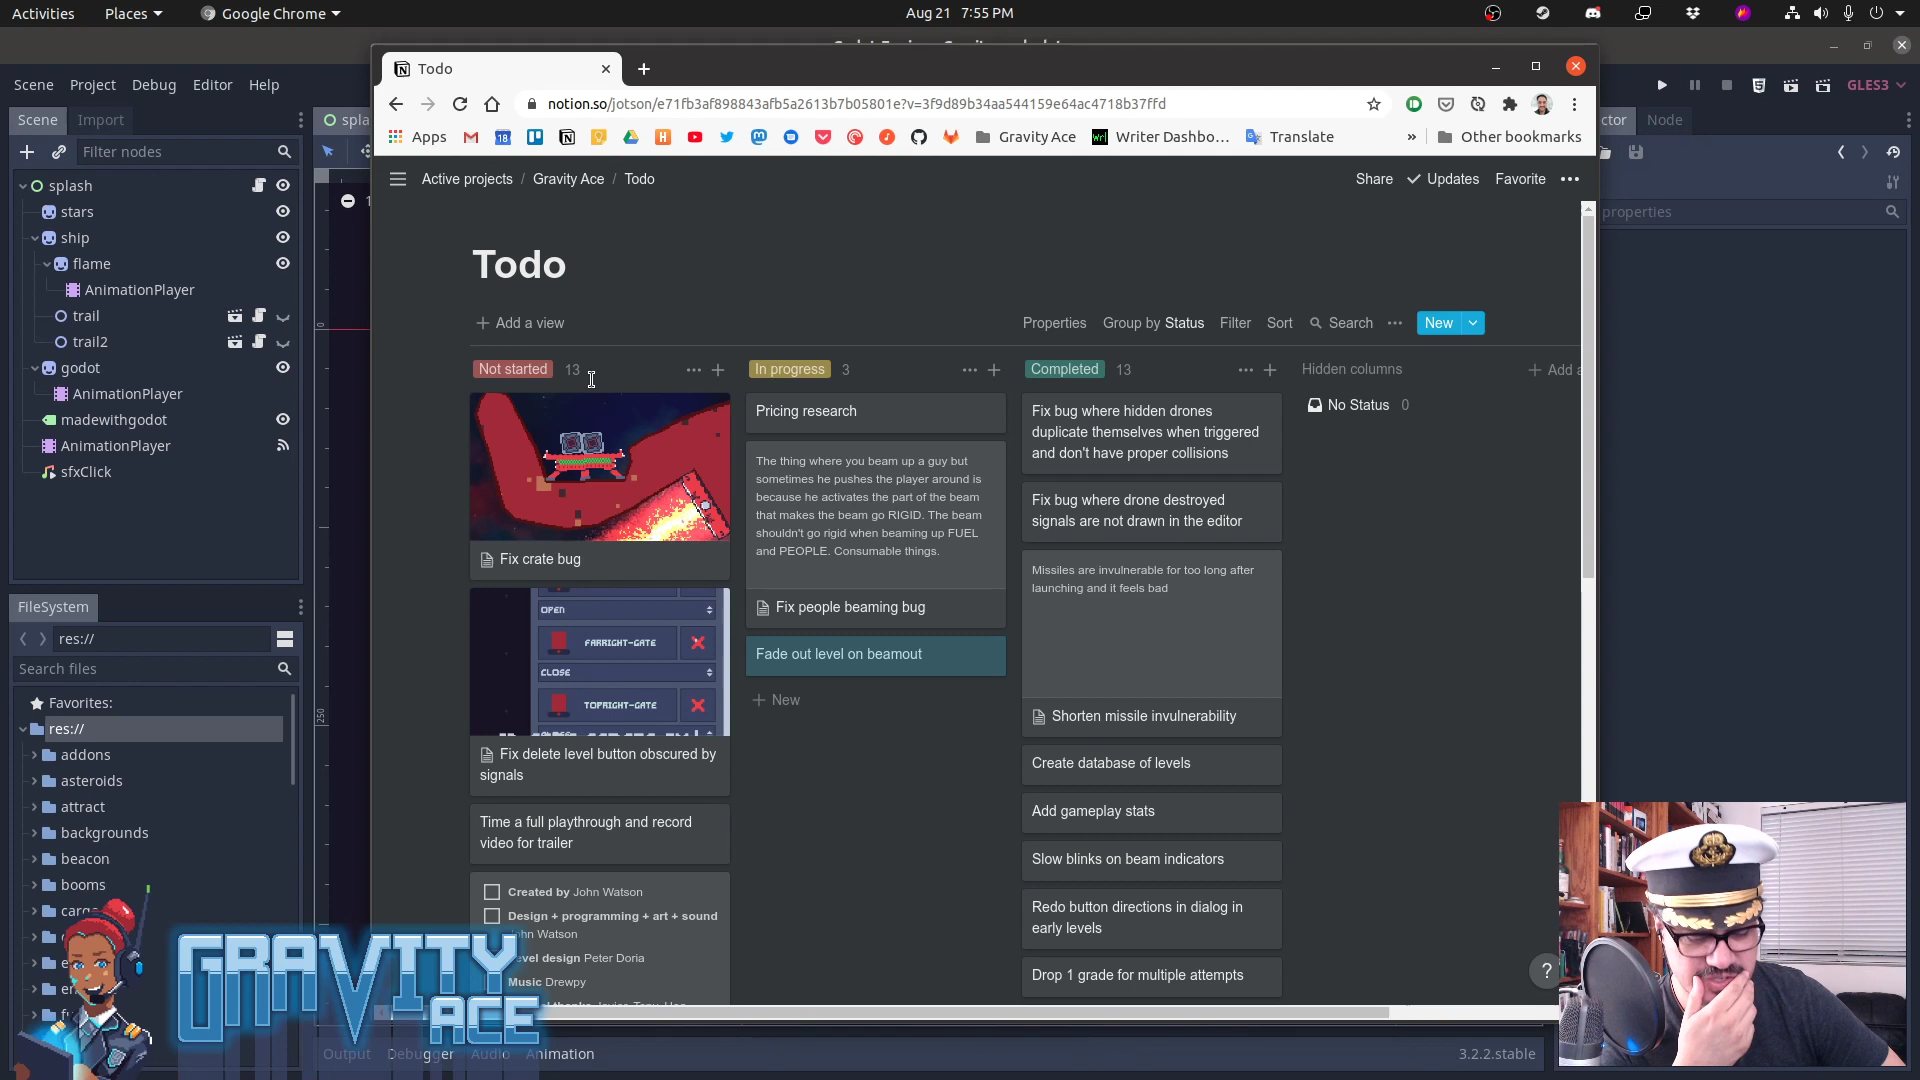 Activities
Places
Google Chrome
Aug 21 7:55 PM
Scene
Project
Debug
Editor
Help
GLES3
Scene
Import
Filter nodes
splash
stars
ship
flame
AnimationPlayer
trail
trail2
godot
AnimationPlayer
madewithgodot
AnimationPlayer
sfxClick
FileSystem
res://
Search files
Favorites:
res://
addons
asteroids
attract
backgrounds
beacon
booms
GRAVITY
ACE
Todo
notion.so/jotson/e71fb3af898843afb5a2613b7b05801e?v=3f9d89b34aa544159e64ac4718b37ffd
Apps
Gravity Ace
Writer Dashbo...
Translate
»
Other bookmarks
Active projects / Gravity Ace / Todo
Share
Updates
Favorite
Todo
Add a view
Properties
Group by Status
Filter
Sort
Search
New
Not started 13
Fix crate bug
OPEN
FARRIGHT-GATE
CLOSE
TOPRIGHT-GATE
Fix delete level button obscured by
signals
Time a full playthrough and record
video for trailer
Created by John Watson
Design + programming + art + sound
John Watson
Level design Peter Doria
Music Drewpy
In progress 3
Pricing research
The thing where you beam up a guy but
sometimes he pushes the player around is
because he activates the part of the beam
that makes the beam go RIGID. The beam
shouldn't go rigid when beaming up FUEL
and PEOPLE. Consumable things.
Fix people beaming bug
Fade out level on beamout
New
Completed 13
Fix bug where hidden drones
duplicate themselves when triggered
and don't have proper collisions
Fix bug where drone destroyed
signals are not drawn in the editor
Missiles are invulnerable for too long after
launching and it feels bad
Shorten missile invulnerability
Create database of levels
Add gameplay stats
Slow blinks on beam indicators
Redo button directions in dialog in
early levels
Drop 1 grade for multiple attempts
Hidden columns
No Status 0
Add
?
Node
properties
Output
Debugger
Audio
Animation
3.2.2.stable
18
250